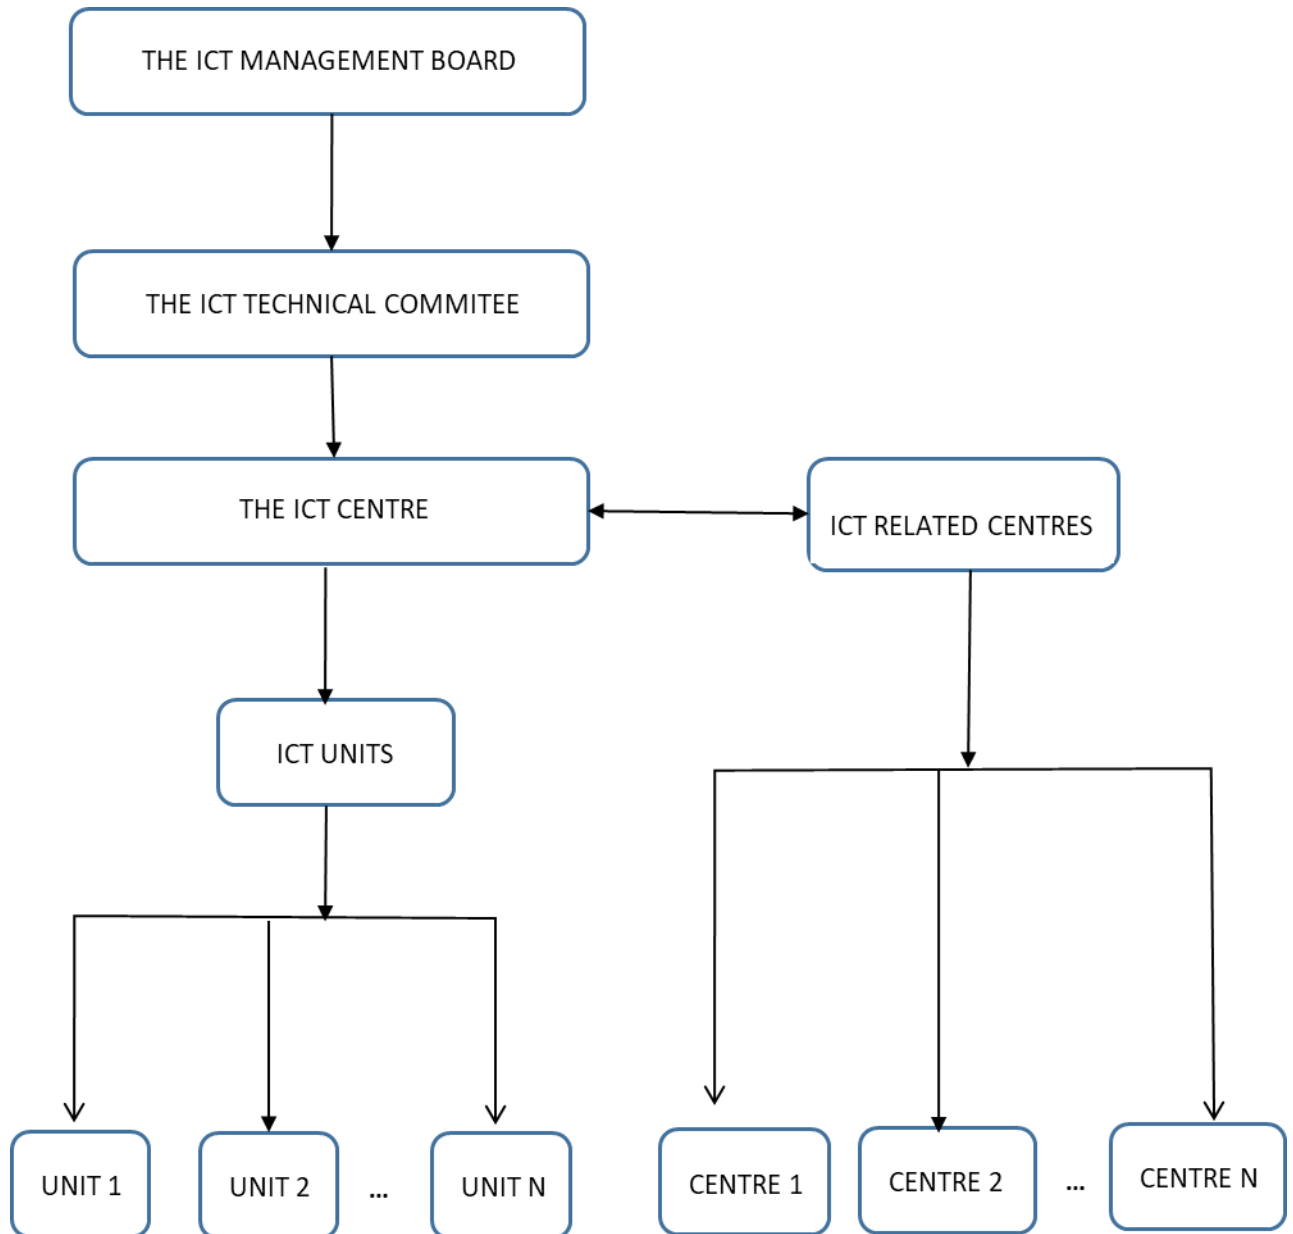 THE ICT MANAGEMENT BOARD
THE ICT TECHNICAL COMMITEE
THE ICT CENTRE
ICT RELATED CENTRES
ICT UNITS
UNIT 1
UNIT 2
...
UNIT N
CENTRE 1
CENTRE 2
...
CENTRE N